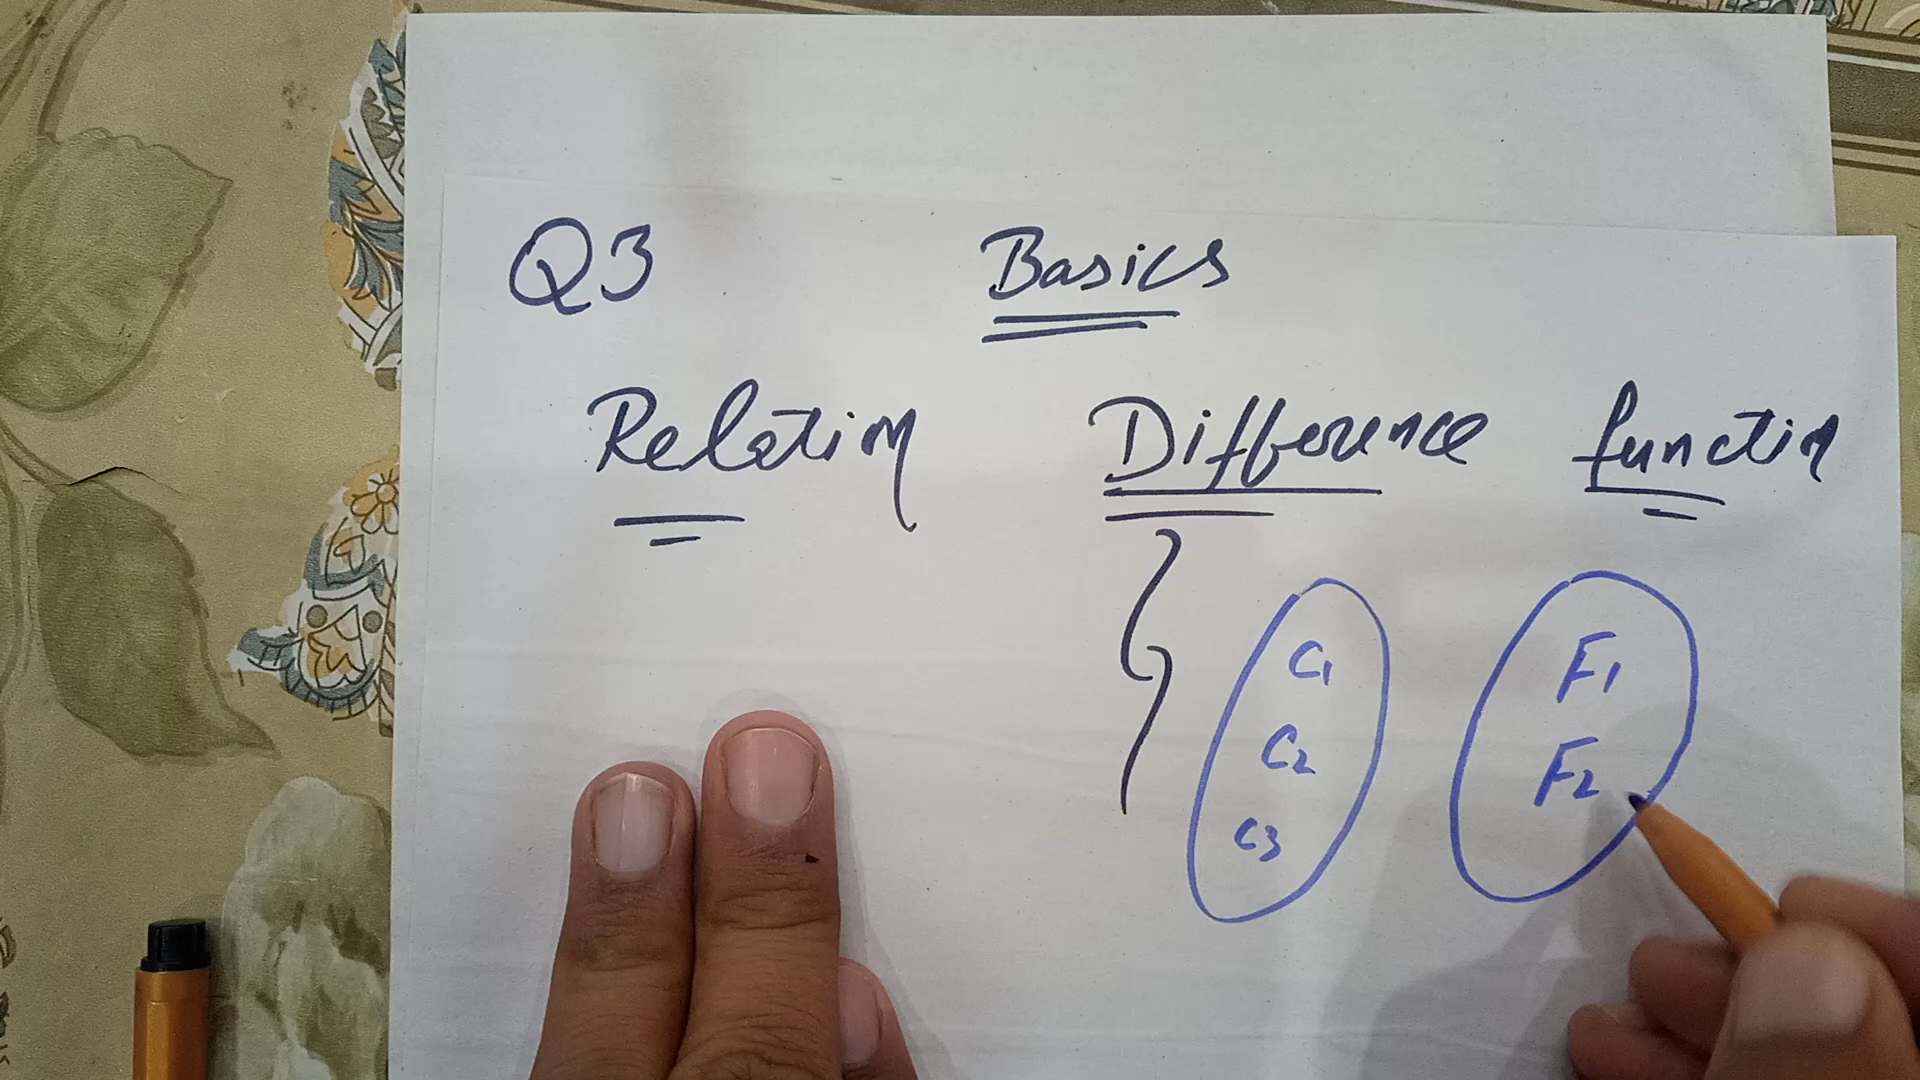 Q3 Basics
Relation Difference function
C1 F1
C2 F2
C3